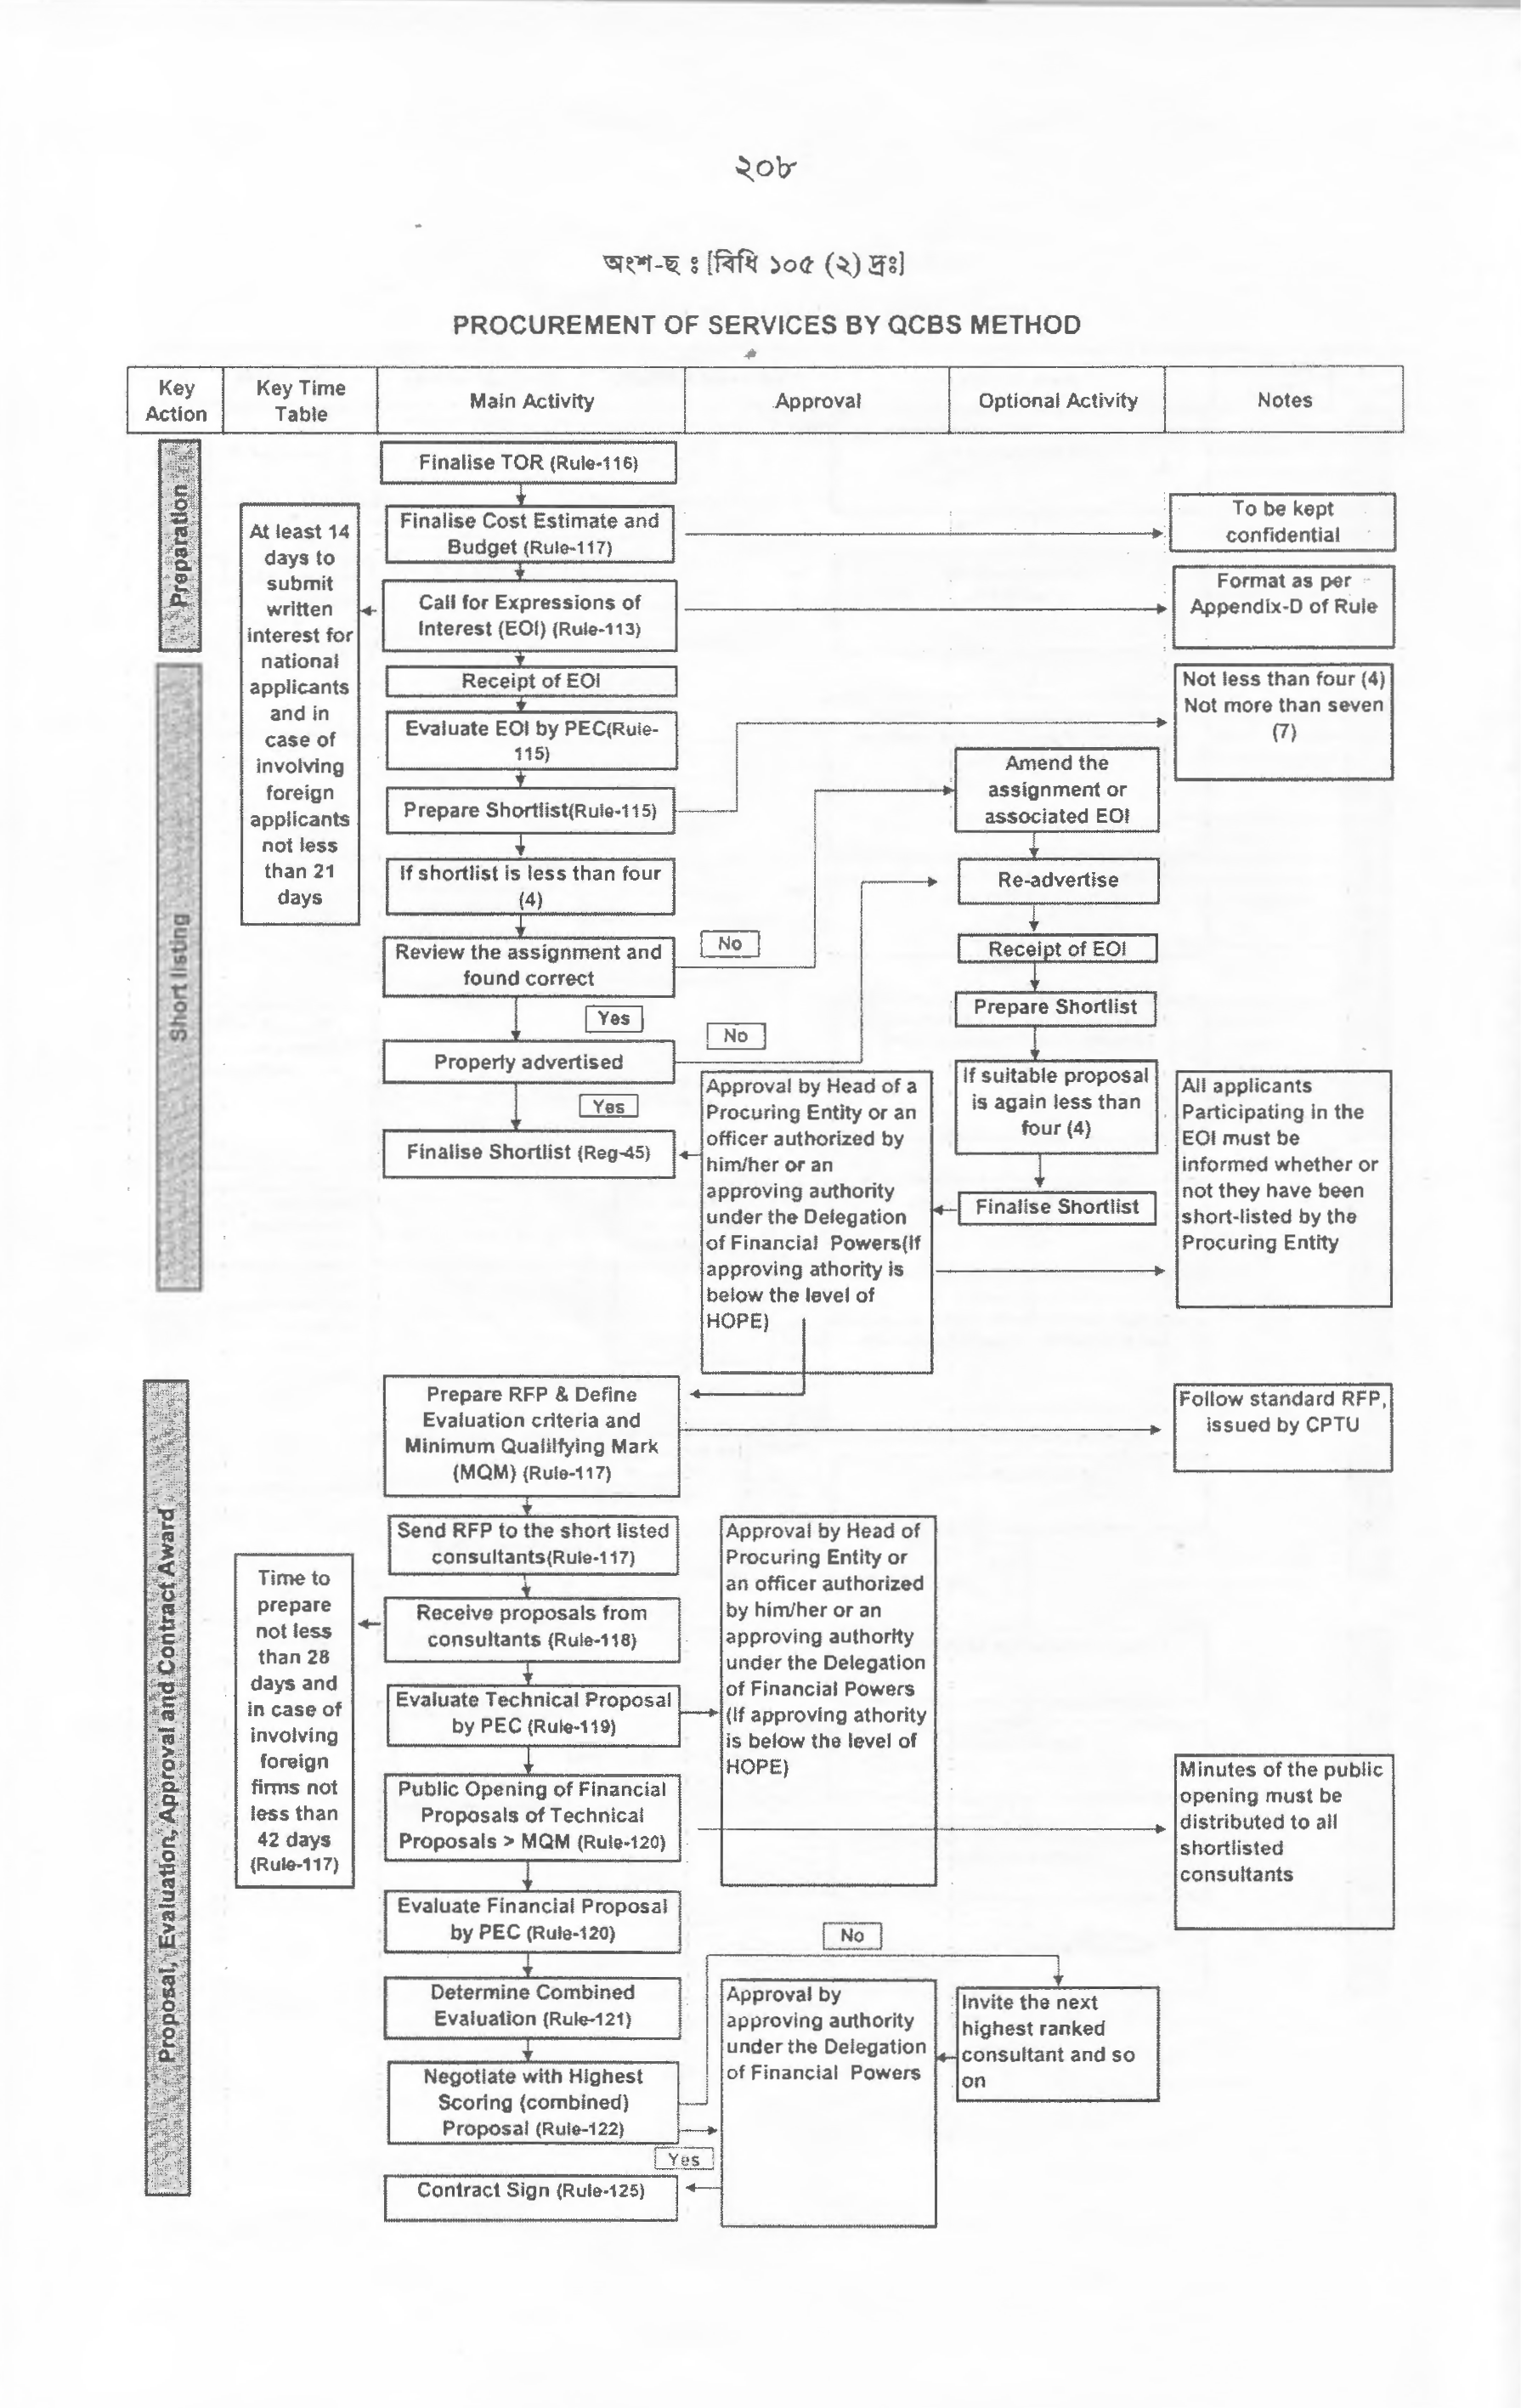 ২০৮
অংশ-ছ ঃ [বিধি ১০৫ (২) দ্রঃ]
PROCUREMENT OF SERVICES BY QCBS METHOD
Key
Action
Key Time
Table
Main Activity
Approval
Optional Activity
Notes
Preparation
Finalise TOR (Rule-116)
At least 14
days to
submit
written
interest for
national
applicants
and in
case of
involving
foreign
applicants
not less
than 21
days
Finalise Cost Estimate and
Budget (Rule-117)
To be kept
confidential
Call for Expressions of
Interest (EOI) (Rule-113)
Format as per
Appendix-D of Rule
Short listing
Receipt of EOI
Evaluate EOI by PEC(Rule-
115)
Not less than four (4)
Not more than seven
(7)
Prepare Shortlist(Rule-115)
Amend the
assignment or
associated EOI
If shortlist is less than four
(4)
Re-advertise
Review the assignment and
found correct
No
Receipt of EOI
Yes
Prepare Shortlist
Properly advertised
No
If suitable proposal
is again less than
four (4)
Yes
Finalise Shortlist (Reg-45)
Approval by Head of a
Procuring Entity or an
officer authorized by
him/her or an
approving authority
under the Delegation
of Financial Powers(If
approving athority is
below the level of
HOPE)
Finalise Shortlist
All applicants
Participating in the
EOI must be
informed whether or
not they have been
short-listed by the
Procuring Entity
Proposal, Evaluation, Approval and Contract Award
Prepare RFP & Define
Evaluation criteria and
Minimum Qualilfying Mark
(MQM) (Rule-117)
Follow standard RFP,
issued by CPTU
Send RFP to the short listed
consultants(Rule-117)
Time to
prepare
not less
than 28
days and
in case of
involving
foreign
firms not
less than
42 days
(Rule-117)
Receive proposals from
consultants (Rule-118)
Approval by Head of
Procuring Entity or
an officer authorized
by him/her or an
approving authority
under the Delegation
of Financial Powers
(If approving athority
is below the level of
HOPE)
Evaluate Technical Proposal
by PEC (Rule-119)
Public Opening of Financial
Proposals of Technical
Proposals > MQM (Rule-120)
Minutes of the public
opening must be
distributed to all
shortlisted
consultants
Evaluate Financial Proposal
by PEC (Rule-120)
No
Determine Combined
Evaluation (Rule-121)
Approval by
approving authority
under the Delegation
of Financial Powers
Invite the next
highest ranked
consultant and so
on
Negotiate with Highest
Scoring (combined)
Proposal (Rule-122)
Yes
Contract Sign (Rule-125)